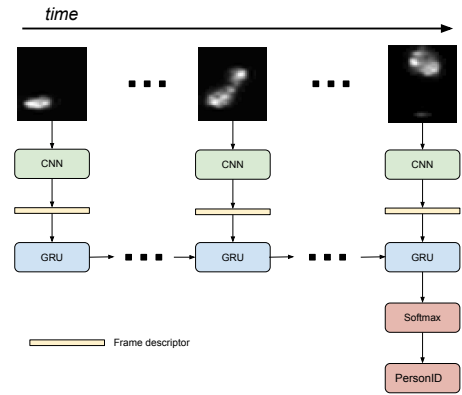 time
CNN
CNN
CNN
GRU
GRU
GRU
Softmax
Frame descriptor
PersonID